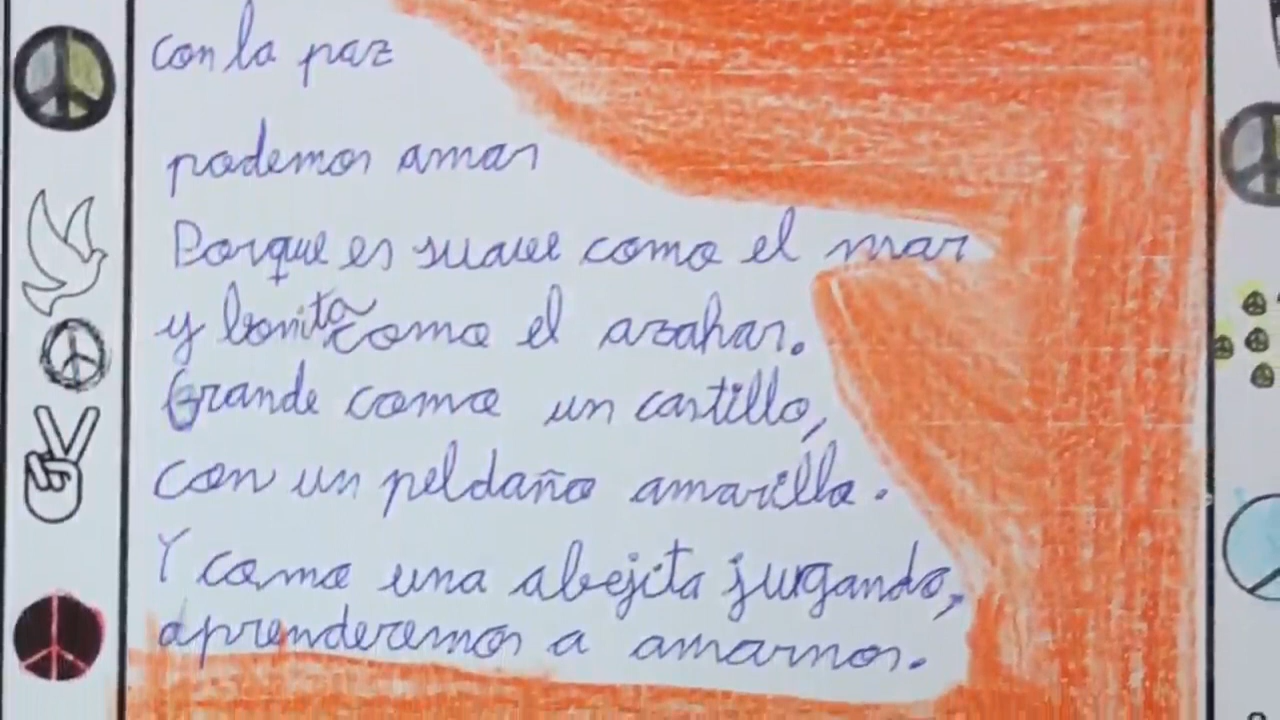 con la paz
podemos amar
Porque es suave como el mar
y bonita como el azahar.
Grande como un castillo,
con un peldaño amarillo.
Y como una abejita jugando,
aprenderemos a amarnos.